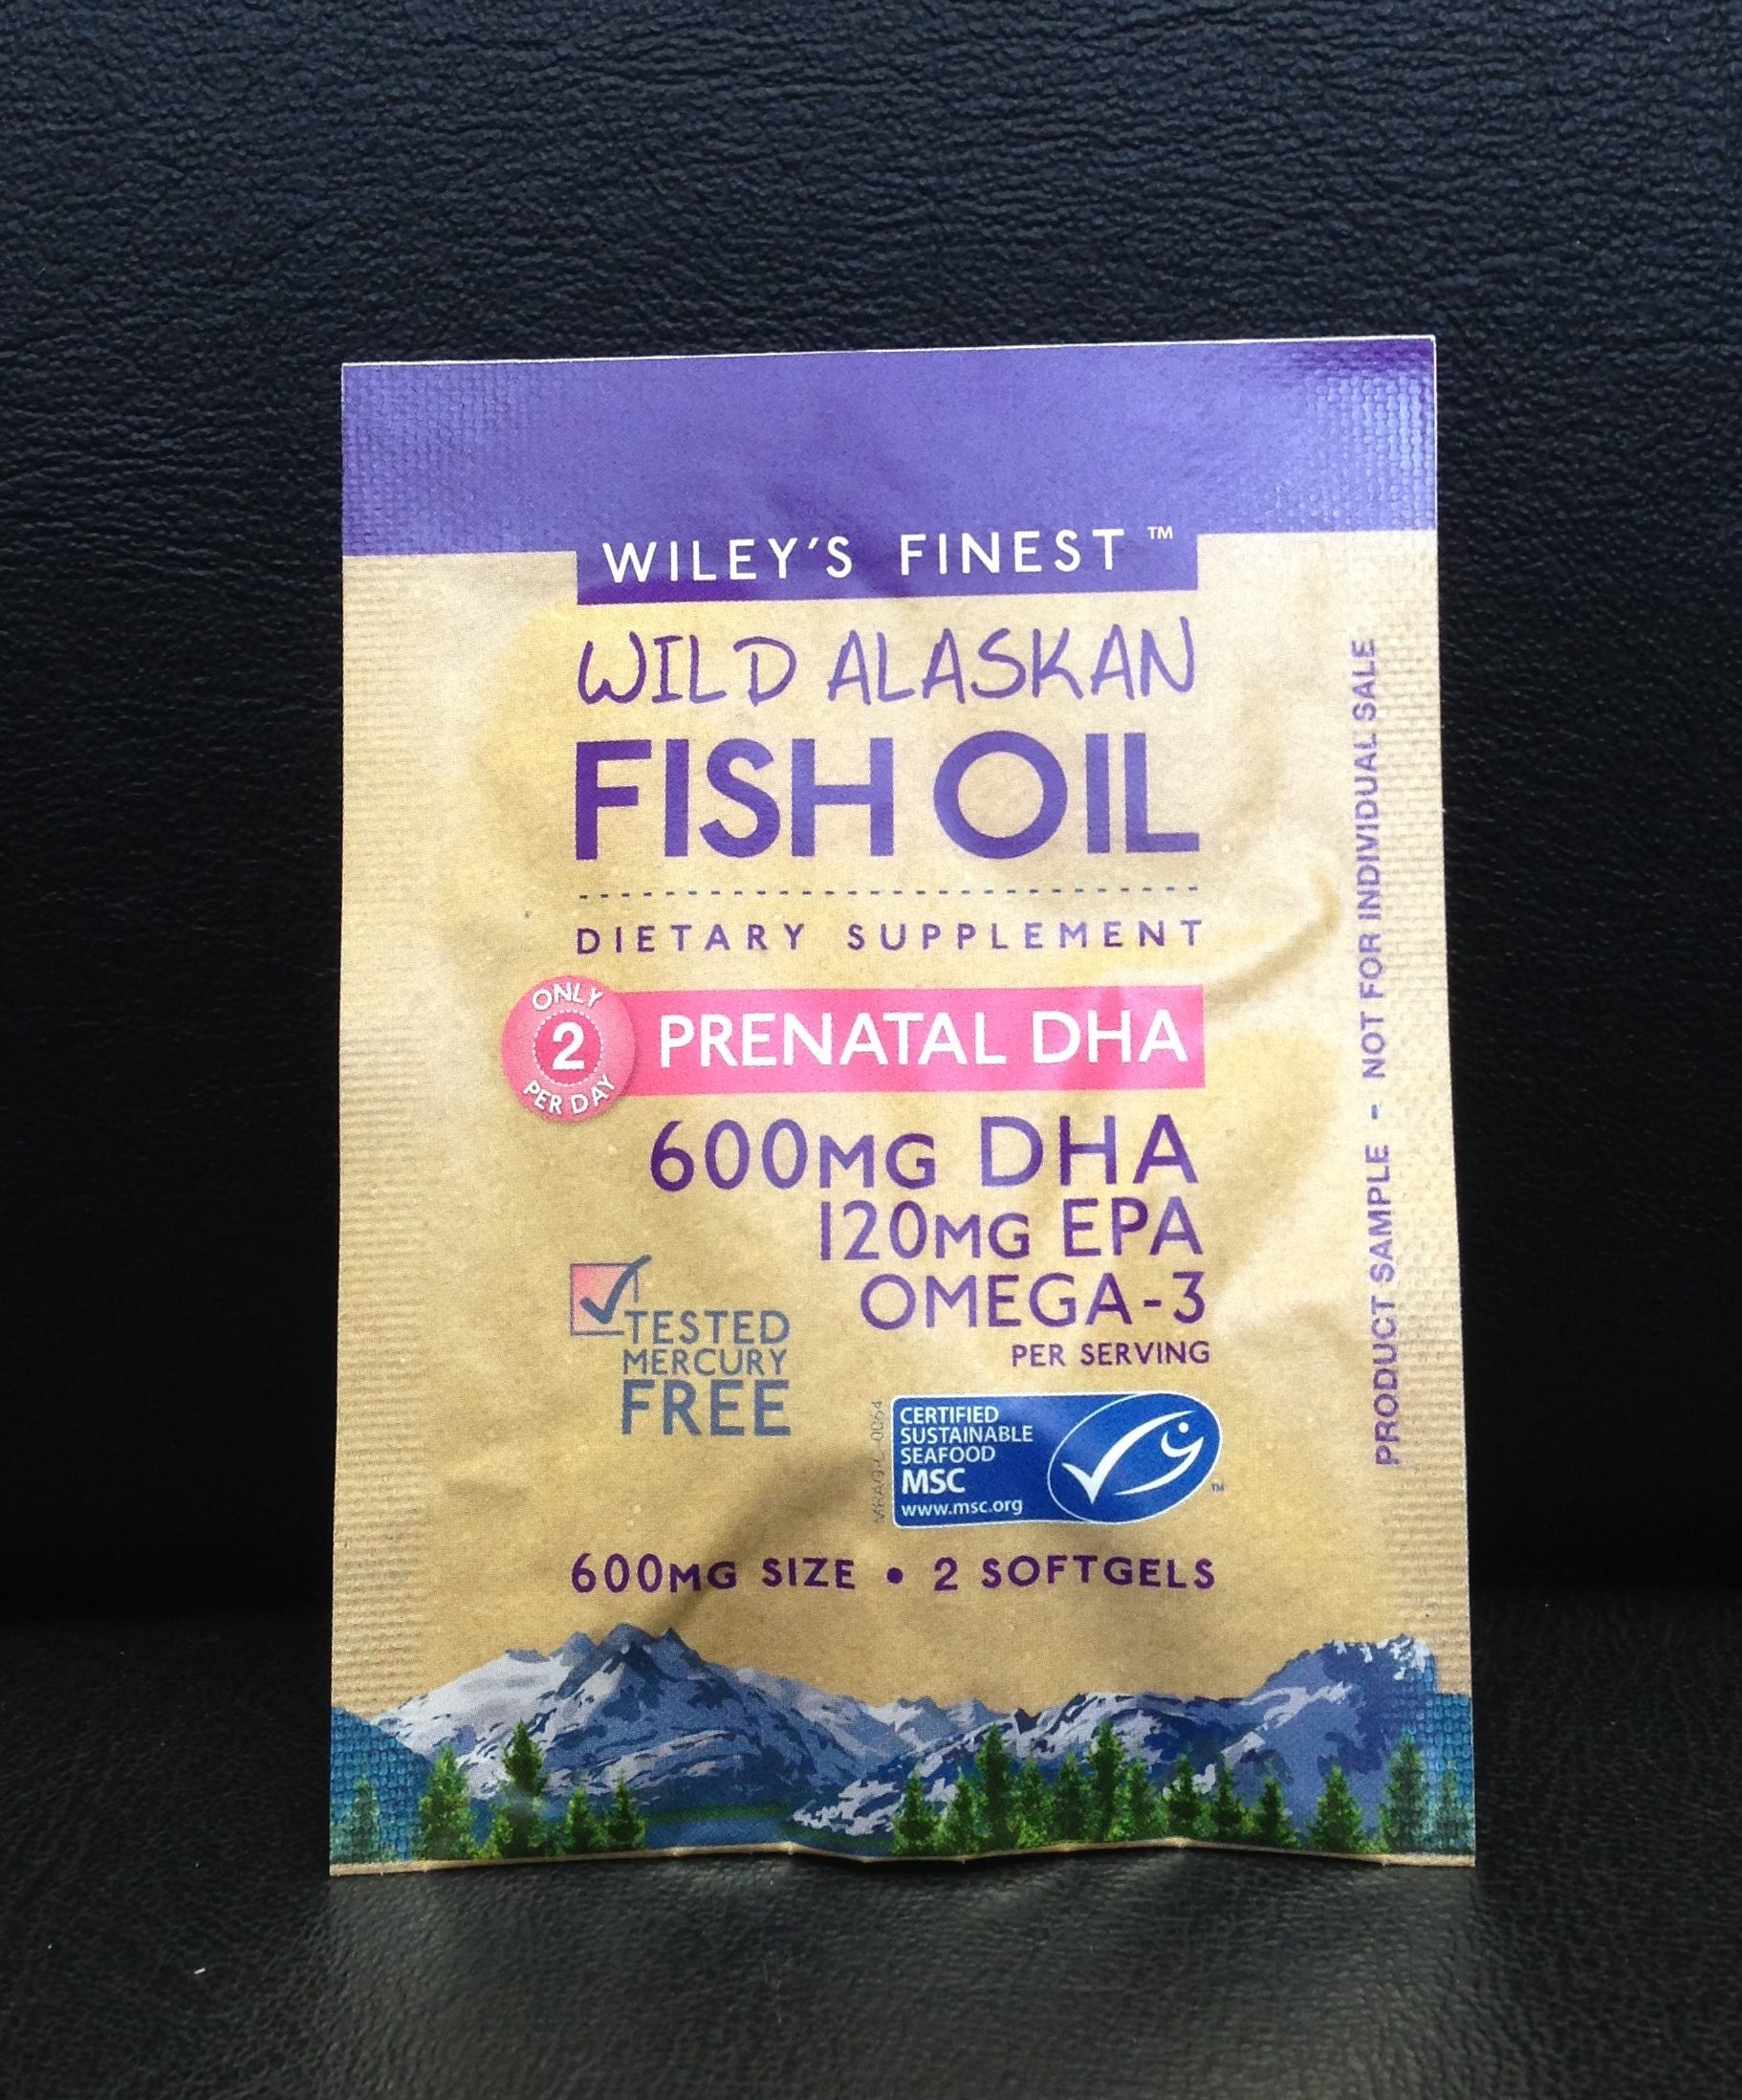 WILEY'S FINEST™
WILD ALASKAN
FISH OIL
DIETARY SUPPLEMENT
ONLY
2
PER DAY
PRENATAL DHA
600MG DHA
120MG EPA
OMEGA-3
PER SERVING
TESTED
MERCURY
FREE
CERTIFIED
SUSTAINABLE
SEAFOOD
MSC
www.msc.org
TM
600MG SIZE • 2 SOFTGELS
PRODUCT SAMPLE - NOT FOR INDIVIDUAL SALE